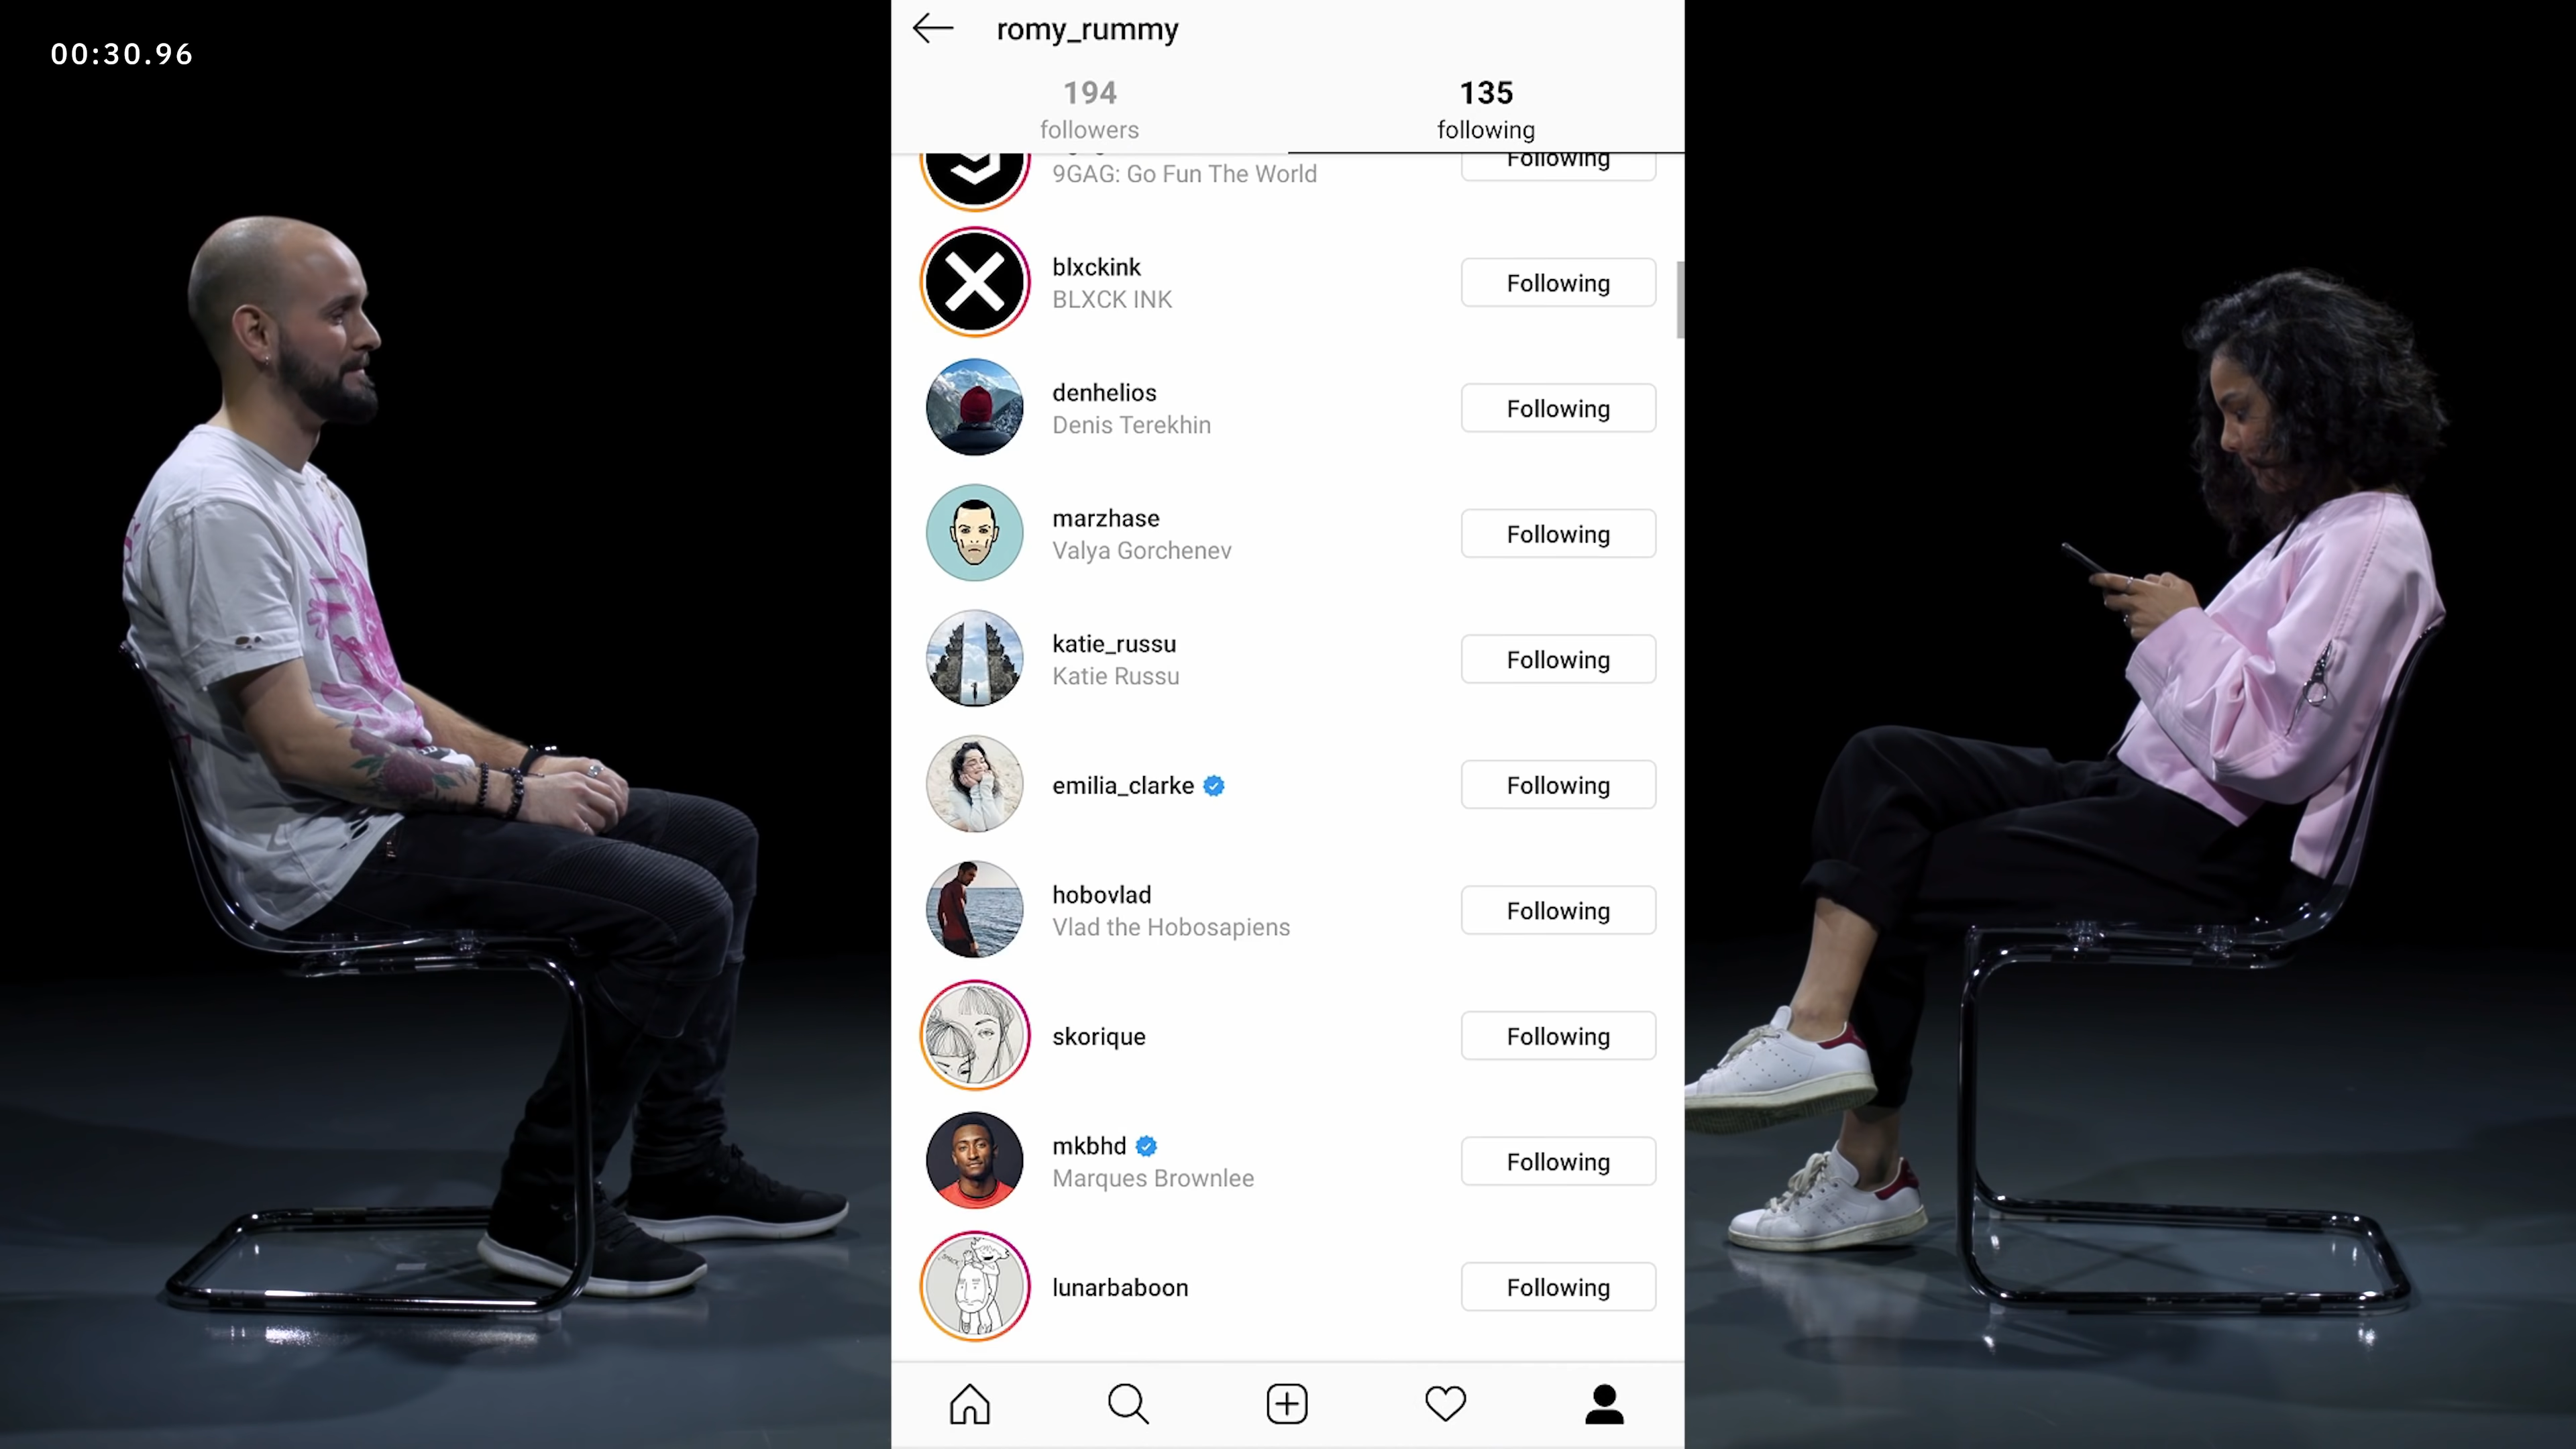 00:30.96
romy_rummy
194
followers
135
following
9GAG: Go Fun The World
Following
blxckink
BLXCK INK
Following
denhelios
Denis Terekhin
Following
marzhase
Valya Gorchenev
Following
katie_russu
Katie Russu
Following
emilia_clarke
Following
hobovlad
Vlad the Hobosapiens
Following
skorique
Following
mkbhd
Marques Brownlee
Following
lunarbaboon
Following